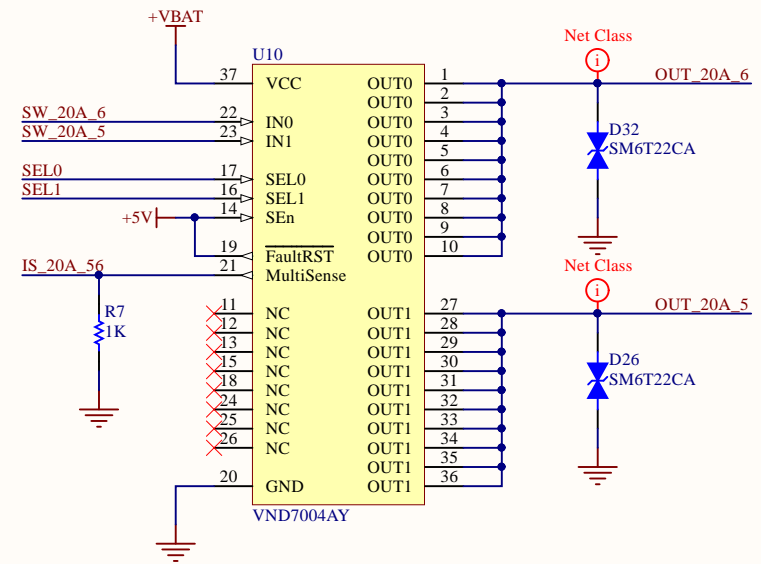 +VBAT
U10
Net Class
i
37 VCC OUT0 1 OUT_20A_6
OUT0 2
SW_20A_6 22 IN0 OUT0 3
SW_20A_5 23 IN1 OUT0 4
D32
SM6T22CA
OUT0 5
SEL0 17 SEL0 OUT0 6
SEL1 16 SEL1 OUT0 7
+5V 14 SEn OUT0 8
OUT0 9
19 FaultRST OUT0 10
IS_20A_56 21 MultiSense
Net Class
i
R7
1K
11 NC OUT1 27 OUT_20A_5
12 NC OUT1 28
13 NC OUT1 29
15 NC OUT1 30
D26
SM6T22CA
18 NC OUT1 31
24 NC OUT1 32
25 NC OUT1 33
26 NC OUT1 34
OUT1 35
20 GND OUT1 36
VND7004AY